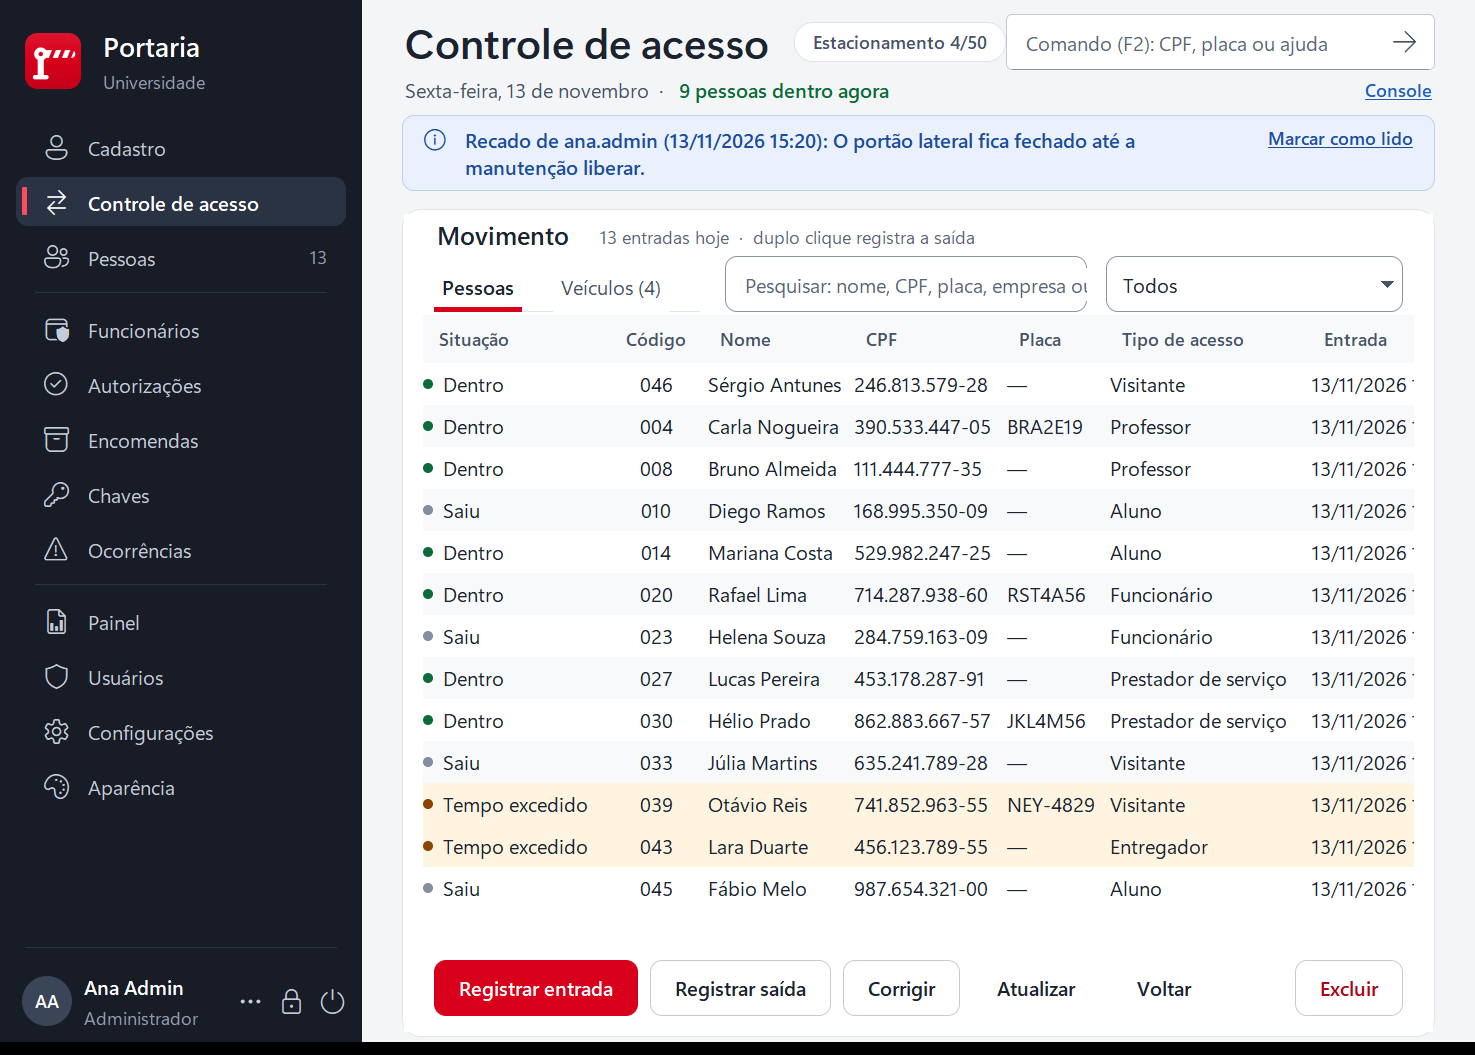 Portaria
Universidade
Cadastro
Controle de acesso
Pessoas 13
Funcionários
Autorizações
Encomendas
Chaves
Ocorrências
Painel
Usuários
Configurações
Aparência
AA
Ana Admin
Administrador
Controle de acesso
Estacionamento 4/50
Comando (F2): CPF, placa ou ajuda
Sexta-feira, 13 de novembro · 9 pessoas dentro agora
Console
Recado de ana.admin (13/11/2026 15:20): O portão lateral fica fechado até a
manutenção liberar.
Marcar como lido
Movimento 13 entradas hoje · duplo clique registra a saída
Pessoas Veículos (4)
Pesquisar: nome, CPF, placa, empresa ou
Todos
Situação Código Nome CPF Placa Tipo de acesso Entrada
Dentro 046 Sérgio Antunes 246.813.579-28 — Visitante 13/11/2026
Dentro 004 Carla Nogueira 390.533.447-05 BRA2E19 Professor 13/11/2026
Dentro 008 Bruno Almeida 111.444.777-35 — Professor 13/11/2026
Saiu 010 Diego Ramos 168.995.350-09 — Aluno 13/11/2026
Dentro 014 Mariana Costa 529.982.247-25 — Aluno 13/11/2026
Dentro 020 Rafael Lima 714.287.938-60 RST4A56 Funcionário 13/11/2026
Saiu 023 Helena Souza 284.759.163-09 — Funcionário 13/11/2026
Dentro 027 Lucas Pereira 453.178.287-91 — Prestador de serviço 13/11/2026
Dentro 030 Hélio Prado 862.883.667-57 JKL4M56 Prestador de serviço 13/11/2026
Saiu 033 Júlia Martins 635.241.789-28 — Visitante 13/11/2026
Tempo excedido 039 Otávio Reis 741.852.963-55 NEY-4829 Visitante 13/11/2026
Tempo excedido 043 Lara Duarte 456.123.789-55 — Entregador 13/11/2026
Saiu 045 Fábio Melo 987.654.321-00 — Aluno 13/11/2026
Registrar entrada Registrar saída Corrigir Atualizar Voltar Excluir